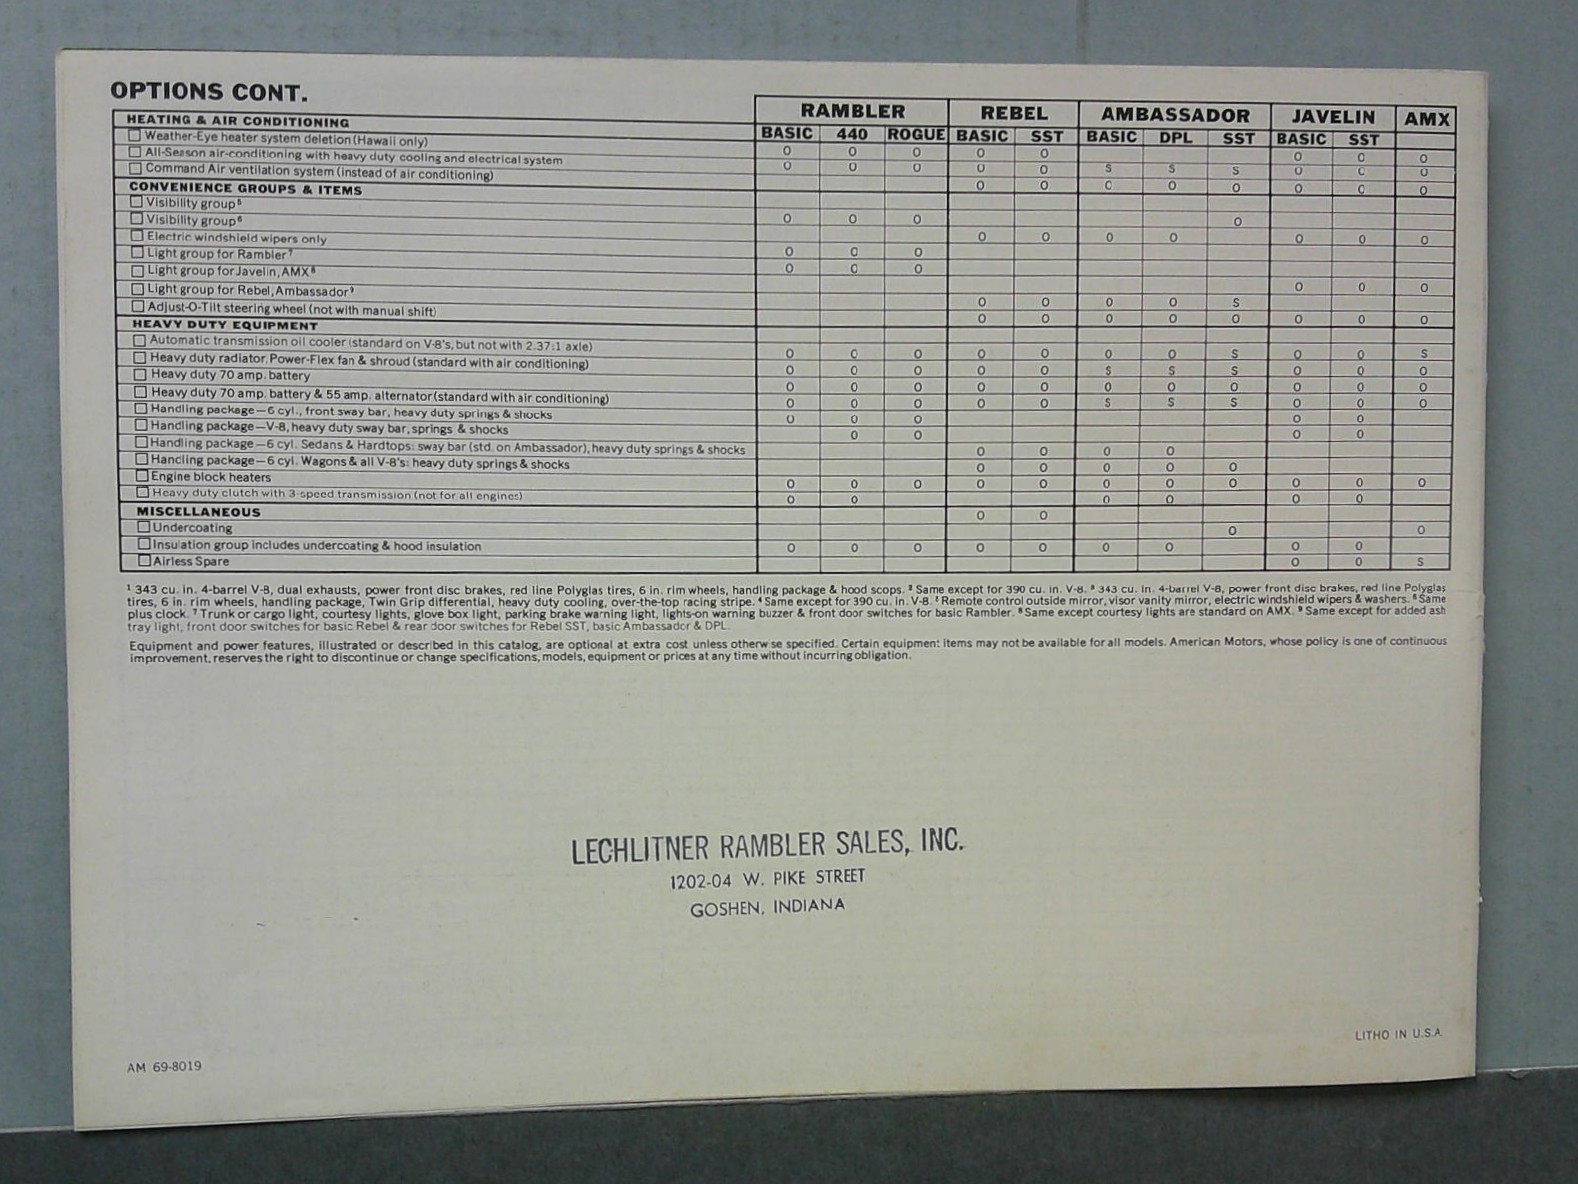 OPTIONS CONT.
RAMBLER REBEL AMBASSADOR JAVELIN AMX
HEATING & AIR CONDITIONING BASIC 440 ROGUE BASIC SST BASIC DPL SST BASIC SST
Weather-Eye heater system deletion (Hawaii only) O O O O O O O O
All-Season air-conditioning with heavy duty cooling and electrical system O O O O O S S S O O O
Command Air ventilation system (instead of air conditioning) O O O O O O O O
CONVENIENCE GROUPS & ITEMS
Visibility group⁵ O O O O
Visibility group⁶ O O O O O O O
Electric windshield wipers only O O O
Light group for Rambler⁷ O O O
Light group for Javelin, AMX⁸ O O O
Light group for Rebel, Ambassador⁹ O O O O S
Adjust-O-Tilt steering wheel (not with manual shift) O O O O O O O O
HEAVY DUTY EQUIPMENT
Automatic transmission oil cooler (standard on V-8's, but not with 2.37:1 axle) O O O O O O O S O O S
Heavy duty radiator, Power-Flex fan & shroud (standard with air conditioning) O O O O O S S S O O O
Heavy duty 70 amp. battery O O O O O O O O O O O
Heavy duty 70 amp. battery & 55 amp. alternator (standard with air conditioning) O O O O O S S S O O O
Handling package—6 cyl., front sway bar, heavy duty springs & shocks O O O O O
Handling package—V-8, heavy duty sway bar, springs & shocks O O O O
Handling package—6 cyl. Sedans & Hardtops: sway bar (std. on Ambassador), heavy duty springs & shocks O O O O
Handling package—6 cyl. Wagons & all V-8's: heavy duty springs & shocks O O O O O
Engine block heaters O O O O O O O O O O O
Heavy duty clutch with 3-speed transmission (not for all engines) O O O O O O
MISCELLANEOUS O O
Undercoating O O
Insulation group includes undercoating & hood insulation O O O O O O O O O
Airless Spare O O S
¹ 343 cu. in. 4-barrel V-8, dual exhausts, power front disc brakes, red line Polyglas tires, 6 in. rim wheels, handling package & hood scoops. ² Same except for 390 cu. in. V-8. ³ 343 cu. in. 4-barrel V-8, power front disc brakes, red line Polyglas
tires, 6 in. rim wheels, handling package, Twin Grip differential, heavy duty cooling, over-the-top racing stripe. ⁴ Same except for 390 cu. in. V-8. ⁵ Remote control outside mirror, visor vanity mirror, electric windshield wipers & washers. ⁶ Same
plus clock. ⁷ Trunk or cargo light, courtesy lights, glove box light, parking brake warning light, lights-on warning buzzer & front door switches for basic Rambler. ⁸ Same except courtesy lights are standard on AMX. ⁹ Same except for added ash
tray light, front door switches for basic Rebel & rear door switches for Rebel SST, basic Ambassador & DPL.
Equipment and power features, illustrated or described in this catalog, are optional at extra cost unless otherwise specified. Certain equipment items may not be available for all models. American Motors, whose policy is one of continuous
improvement, reserves the right to discontinue or change specifications, models, equipment or prices at any time without incurring obligation.
LECHLITNER RAMBLER SALES, INC.
1202-04 W. PIKE STREET
GOSHEN, INDIANA
LITHO IN U.S.A.
AM 69-8019